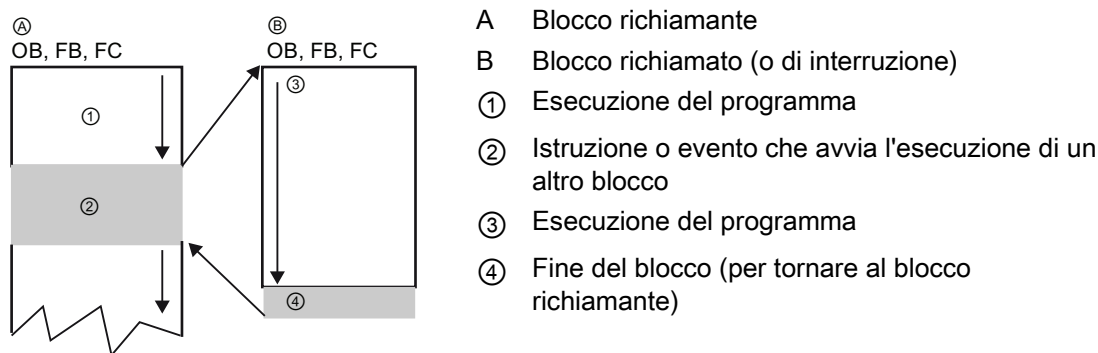 Ⓐ
OB, FB, FC
①
②
Ⓑ
OB, FB, FC
③
④
A Blocco richiamante
B Blocco richiamato (o di interruzione)
① Esecuzione del programma
② Istruzione o evento che avvia l'esecuzione di un
altro blocco
③ Esecuzione del programma
④ Fine del blocco (per tornare al blocco
richiamante)